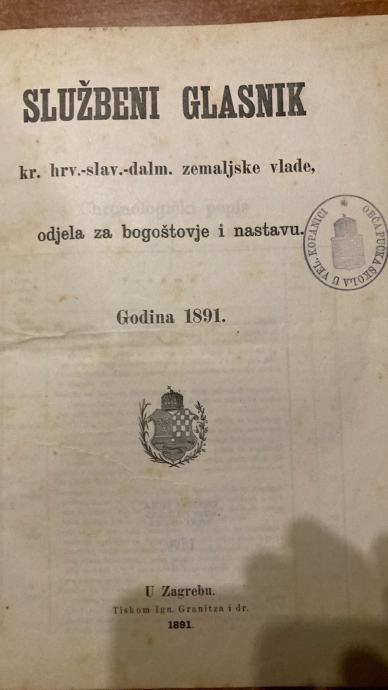 SLUŽBENI GLASNIK
kr. hrv.-slav.-dalm. zemaljske vlade,
odjela za bogoštovje i nastavu.
OBĆA PUČKA ŠKOLA U VEL. KOPANICI
Godina 1891.
U Zagrebu.
Tiskom Ign. Granitza i dr.
1891.